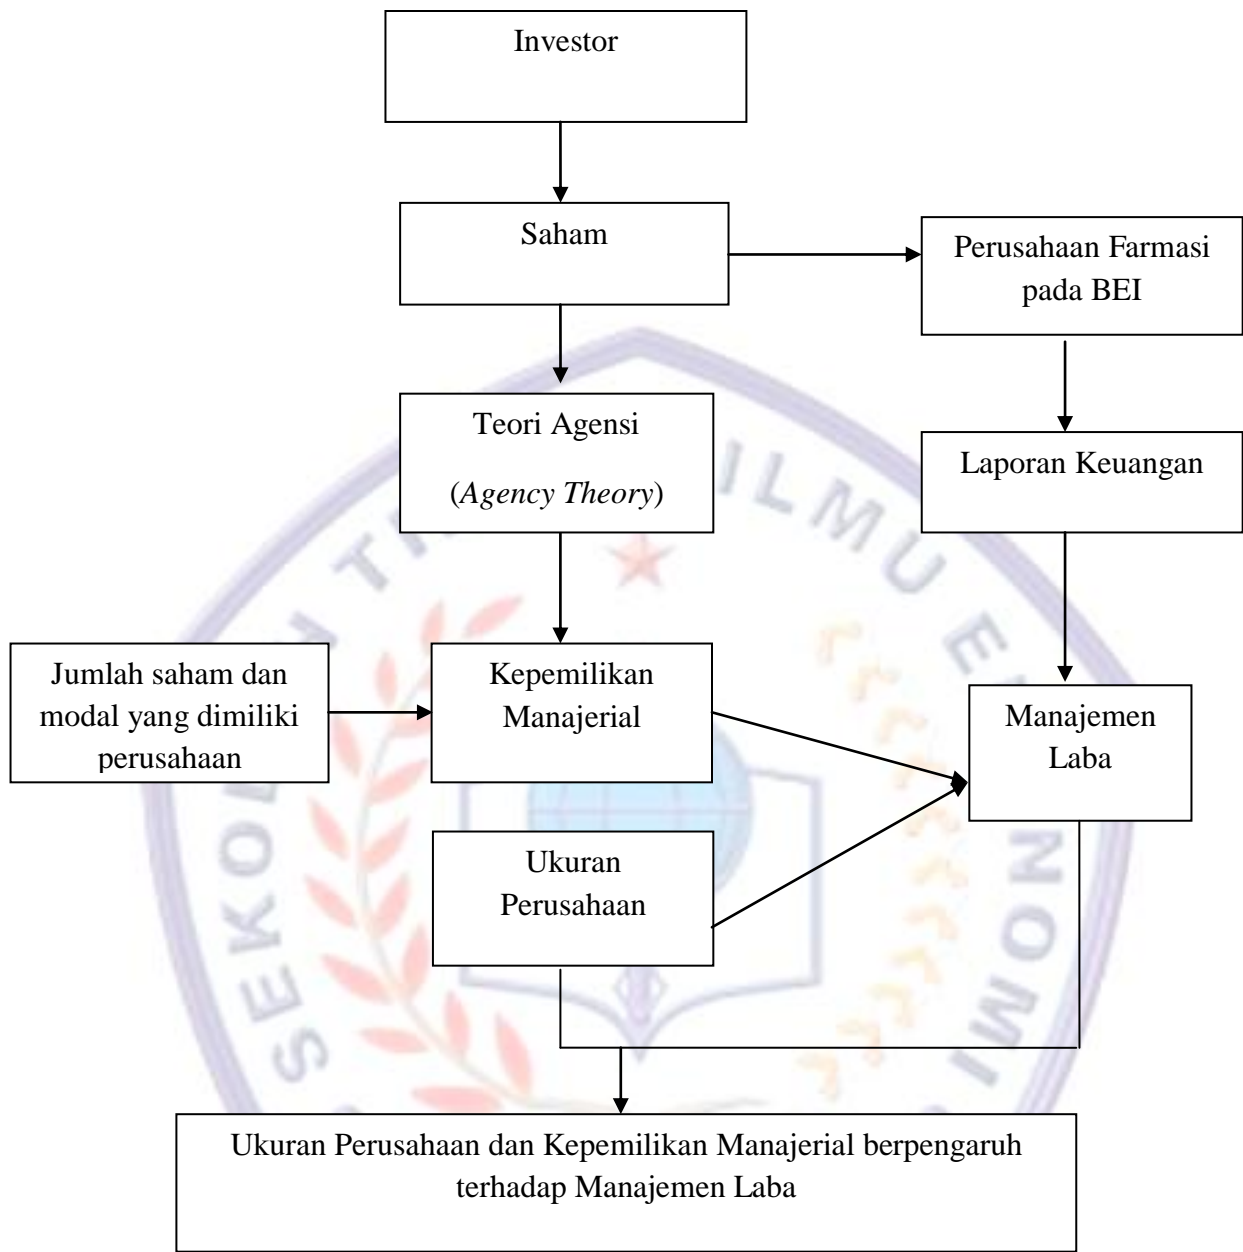 Investor
Saham
Perusahaan Farmasi
pada BEI
Teori Agensi
(Agency Theory)
Laporan Keuangan
Jumlah saham dan
modal yang dimiliki
perusahaan
Kepemilikan
Manajerial
Manajemen
Laba
Ukuran
Perusahaan
Ukuran Perusahaan dan Kepemilikan Manajerial berpengaruh
terhadap Manajemen Laba